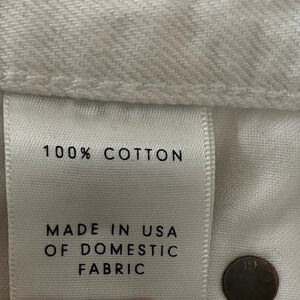 100% COTTON
MADE IN USA
OF DOMESTIC
FABRIC